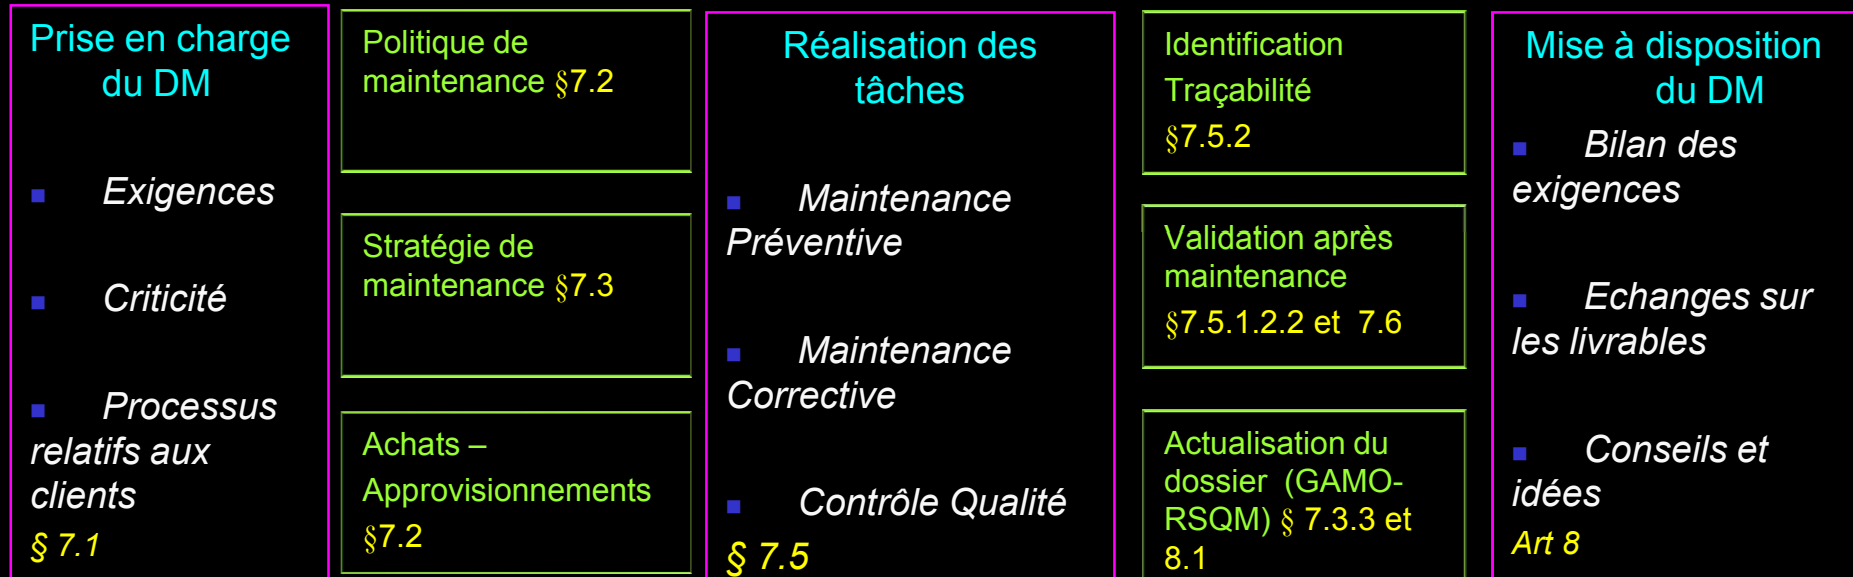 Prise en charge
du DM
Exigences
Criticité
Processus
relatifs aux
clients
§ 7.1
Politique de
maintenance §7.2
Stratégie de
maintenance §7.3
Achats –
Approvisionnements
§7.2
Réalisation des
tâches
Maintenance
Préventive
Maintenance
Corrective
Contrôle Qualité
§ 7.5
Identification
Traçabilité
§7.5.2
Validation après
maintenance
§7.5.1.2.2 et 7.6
Actualisation du
dossier (GAMO-
RSQM) § 7.3.3 et
8.1
Mise à disposition
du DM
Bilan des
exigences
Echanges sur
les livrables
Conseils et
idées
Art 8